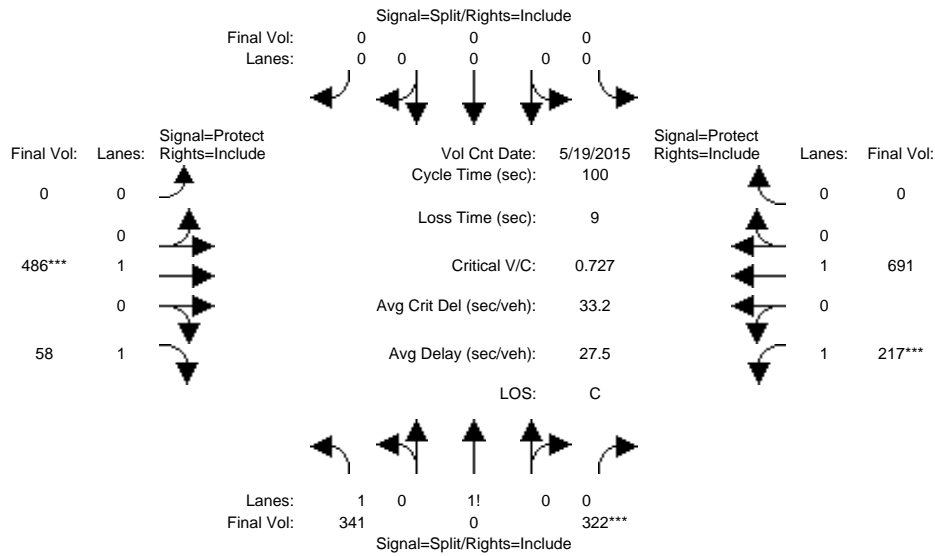 Signal=Split/Rights=Include
Final Vol: 0 0 0
Lanes: 0 0 0 0 0
Signal=Protect Signal=Protect
Final Vol: Lanes: Rights=Include Vol Cnt Date: 5/19/2015 Rights=Include Lanes: Final Vol:
Cycle Time (sec): 100
0 0 0 0
Loss Time (sec): 9
0 0
486*** 1 Critical V/C: 0.727 1 691
0 Avg Crit Del (sec/veh): 33.2 0
58 1 Avg Delay (sec/veh): 27.5 1 217***
LOS: C
Lanes: 1 0 1! 0 0
Final Vol: 341 0 322***
Signal=Split/Rights=Include